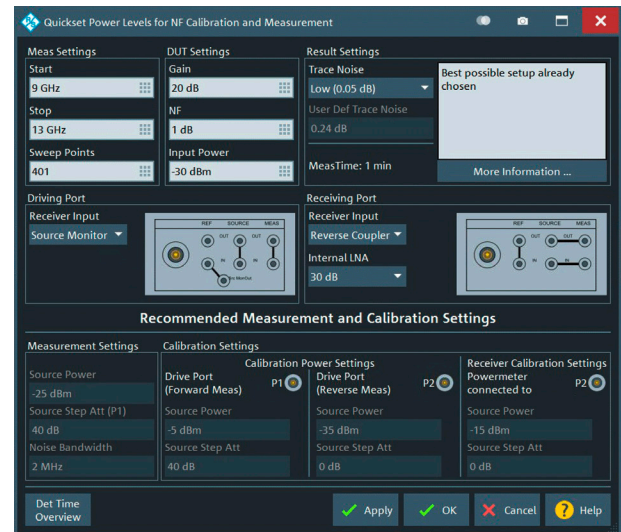 Quickset Power Levels for NF Calibration and Measurement
Meas Settings
Start
9 GHz
Stop
13 GHz
Sweep Points
401
DUT Settings
Gain
20 dB
NF
1 dB
Input Power
-30 dBm
Result Settings
Trace Noise
Low (0.05 dB)
User Def Trace Noise
0.24 dB
MeasTime: 1 min
Best possible setup already
chosen
More Information ...
Driving Port
Receiver Input
Source Monitor
REF SOURCE MEAS
OUT OUT
IN IN
Src MonOut
Receiving Port
Receiver Input
Reverse Coupler
Internal LNA
30 dB
REF SOURCE MEAS
OUT OUT
IN IN
Recommended Measurement and Calibration Settings
Measurement Settings
Source Power
-25 dBm
Source Step Att (P1)
40 dB
Noise Bandwidth
2 MHz
Calibration Settings
Calibration Power Settings
Drive Port
(Forward Meas)
P1
Source Power
-5 dBm
Source Step Att
40 dB
Drive Port
(Reverse Meas)
P2
Source Power
-35 dBm
Source Step Att
0 dB
Receiver Calibration Settings
Powermeter
connected to
P2
Source Power
-15 dBm
Source Step Att
0 dB
Det Time
Overview
Apply
OK
Cancel
? Help